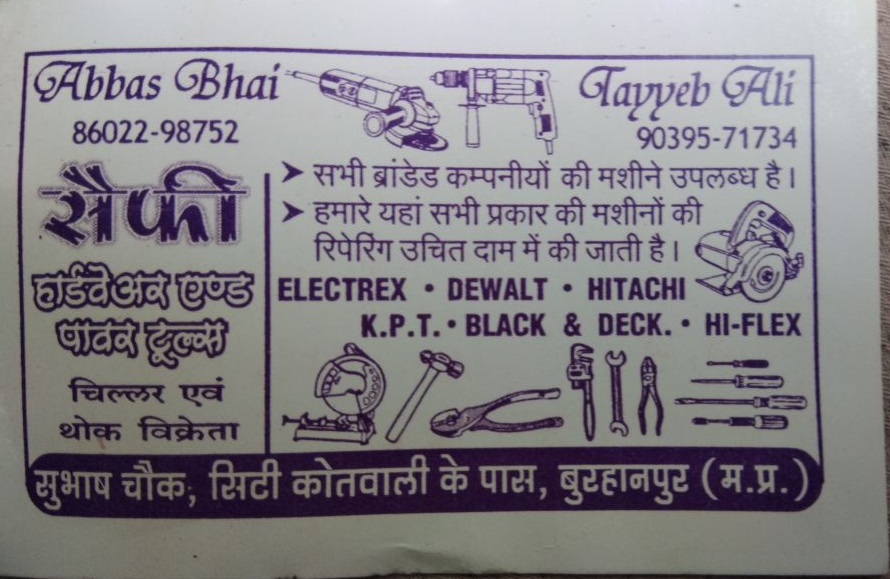 Abbas Bhai
86022-98752
Tayyeb Ali
90395-71734
सैफी
हार्डवेअर एण्ड
पावर टूल्स
चिल्लर एवं
थोक विक्रेता
➤ सभी ब्रांडेड कम्पनीयों की मशीने उपलब्ध है।
➤ हमारे यहां सभी प्रकार की मशीनों की
रिपेरिंग उचित दाम में की जाती है।
ELECTREX • DEWALT • HITACHI
K.P.T. • BLACK & DECK. • HI-FLEX
सुभाष चौक, सिटी कोतवाली के पास, बुरहानपुर (म.प्र.)